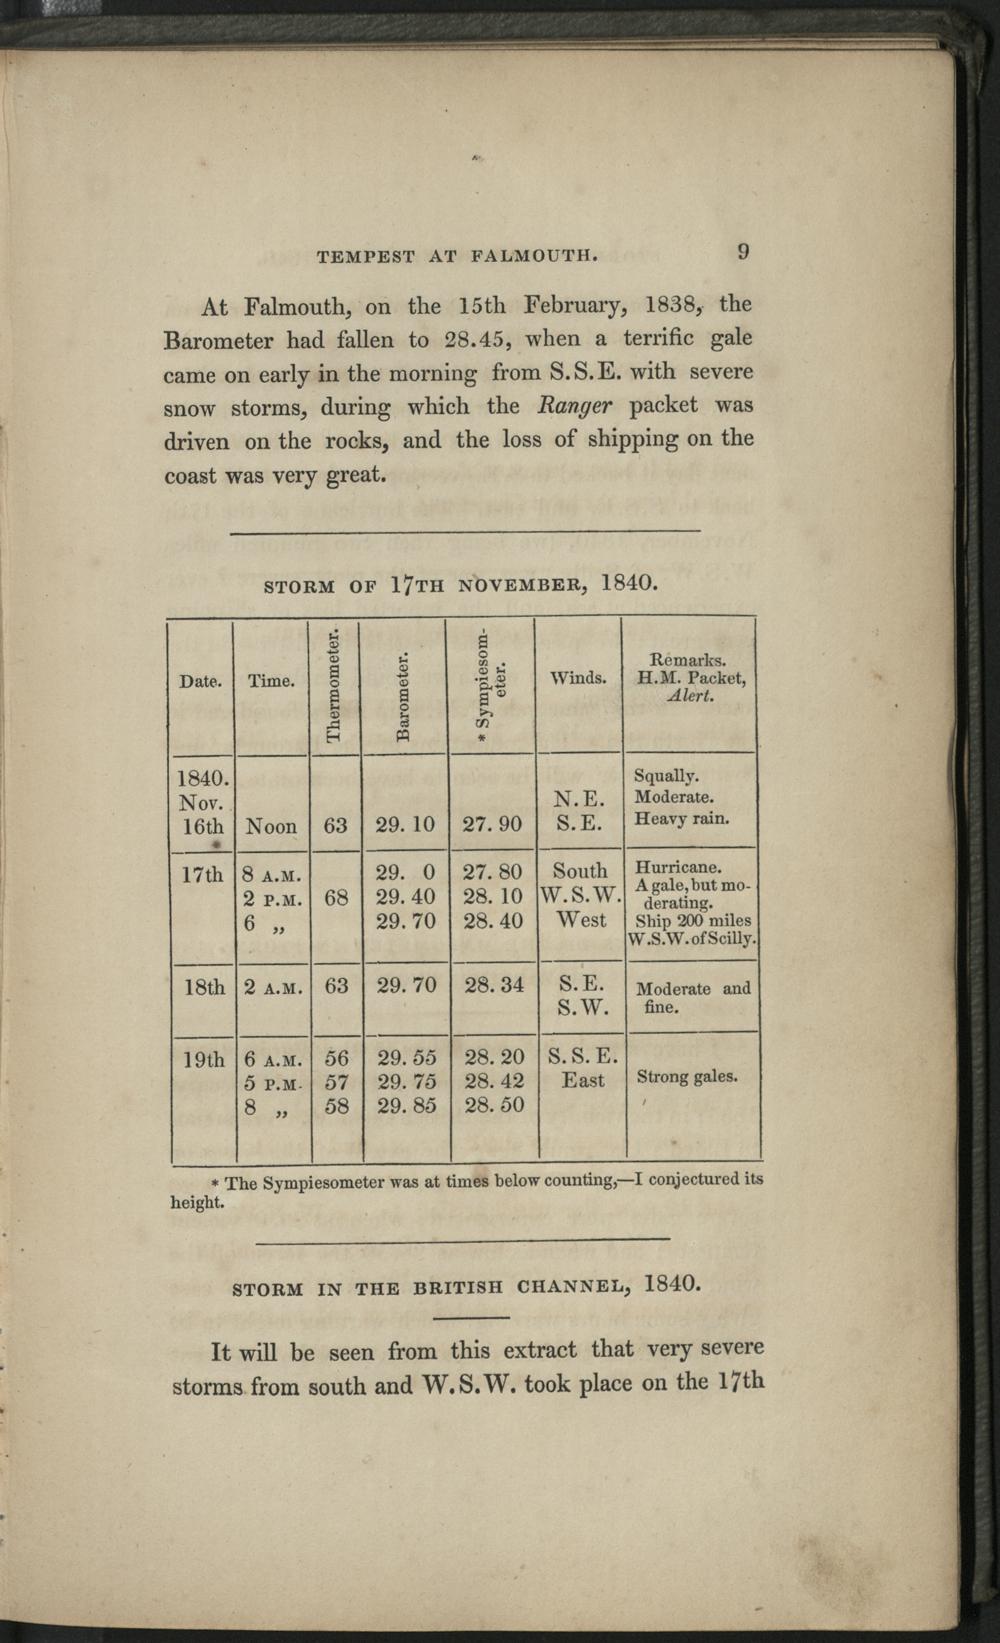 TEMPEST AT FALMOUTH. 9
At Falmouth, on the 15th February, 1838, the
Barometer had fallen to 28.45, when a terrific gale
came on early in the morning from S.S.E. with severe
snow storms, during which the Ranger packet was
driven on the rocks, and the loss of shipping on the
coast was very great.
STORM OF 17TH NOVEMBER, 1840.
Date. Time. Thermometer. Barometer. * Sympiesom-
eter. Winds. Remarks.
H.M. Packet,
Alert.
1840. Squally.
Nov. N.E. Moderate.
16th Noon 63 29. 10 27. 90 S.E. Heavy rain.
17th 8 A.M. 29. 0 27. 80 South Hurricane.
2 P.M. 68 29. 40 28. 10 W.S.W. A gale, but mo-
derating.
6 „ 29. 70 28. 40 West Ship 200 miles
W.S.W. of Scilly.
18th 2 A.M. 63 29. 70 28. 34 S.E. Moderate and
S.W. fine.
19th 6 A.M. 56 29. 55 28. 20 S.S.E.
5 P.M. 57 29. 75 28. 42 East Strong gales.
8 „ 58 29. 85 28. 50
* The Sympiesometer was at times below counting,—I conjectured its
height.
STORM IN THE BRITISH CHANNEL, 1840.
It will be seen from this extract that very severe
storms from south and W.S.W. took place on the 17th